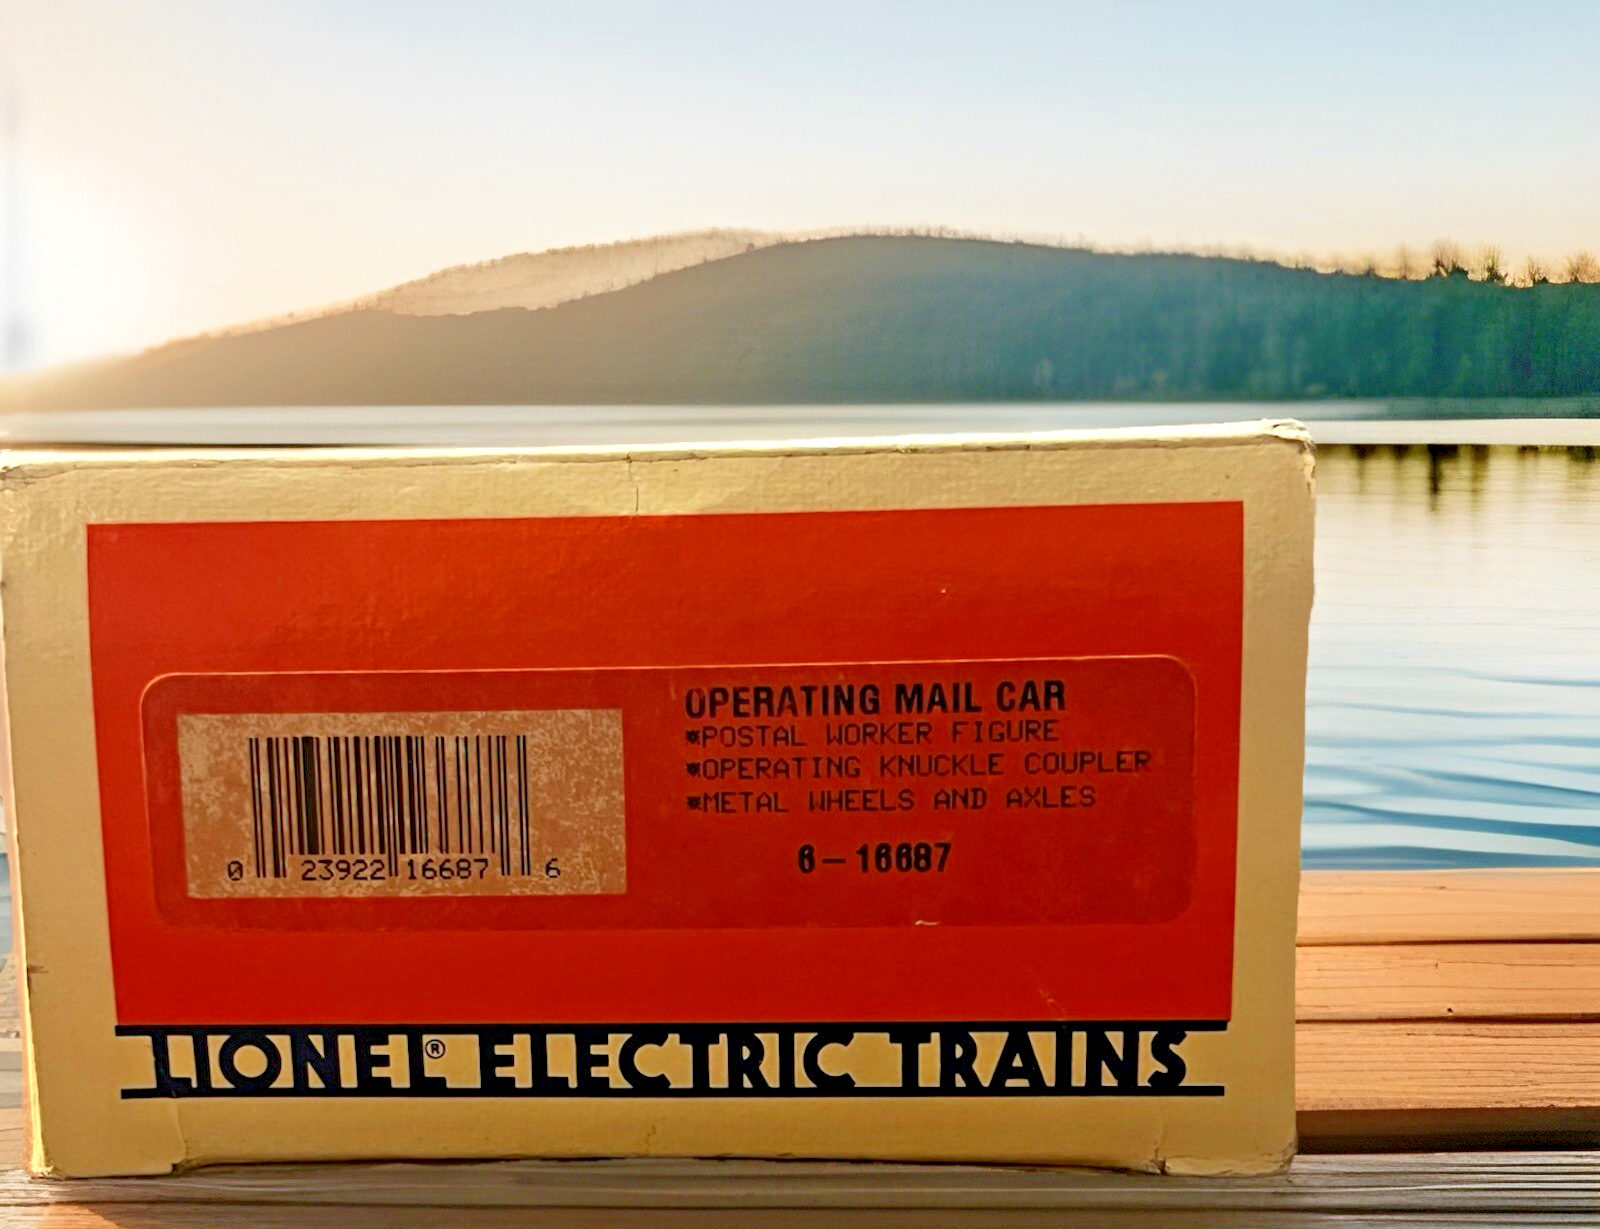 OPERATING MAIL CAR
*POSTAL WORKER FIGURE
*OPERATING KNUCKLE COUPLER
*METAL WHEELS AND AXLES
6-16687
0 23922 16687 6
LIONEL® ELECTRIC TRAINS